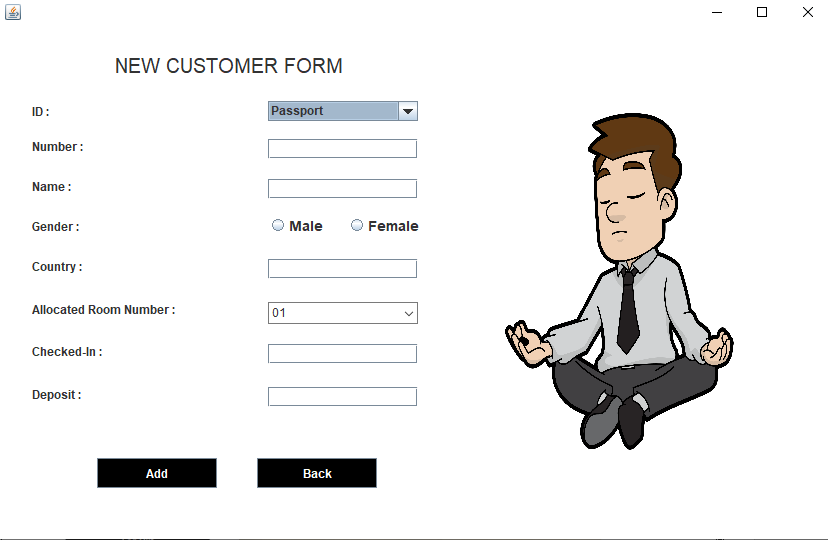 NEW CUSTOMER FORM
ID :
Passport
Number :
Name :
Gender :
Male
Female
Country :
Allocated Room Number :
01
Checked-In :
Deposit :
Add
Back